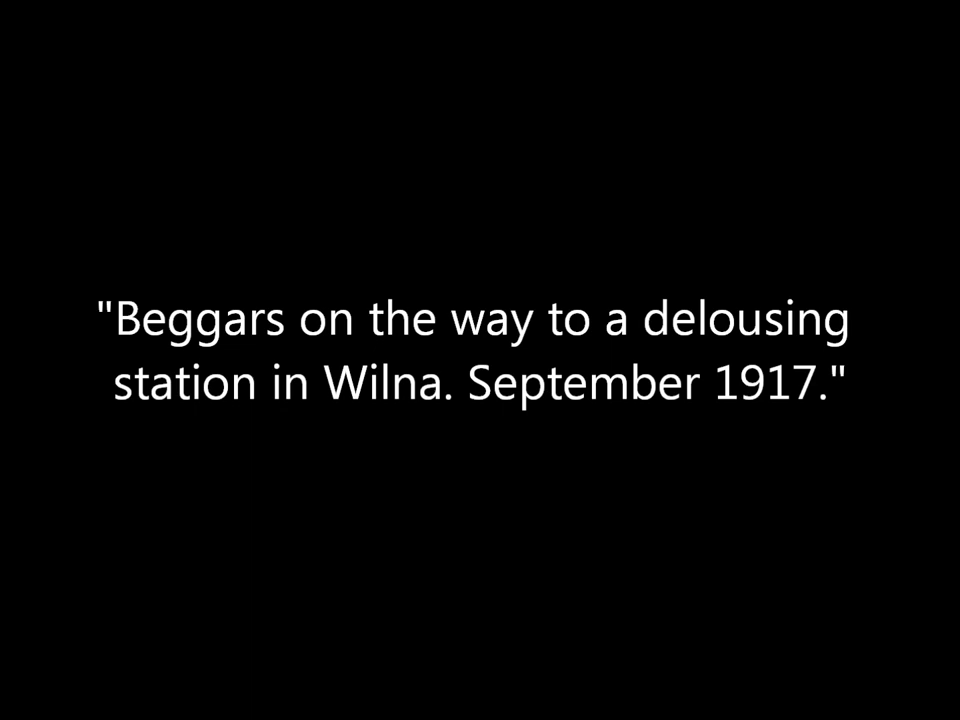 "Beggars on the way to a delousing
station in Wilna. September 1917."